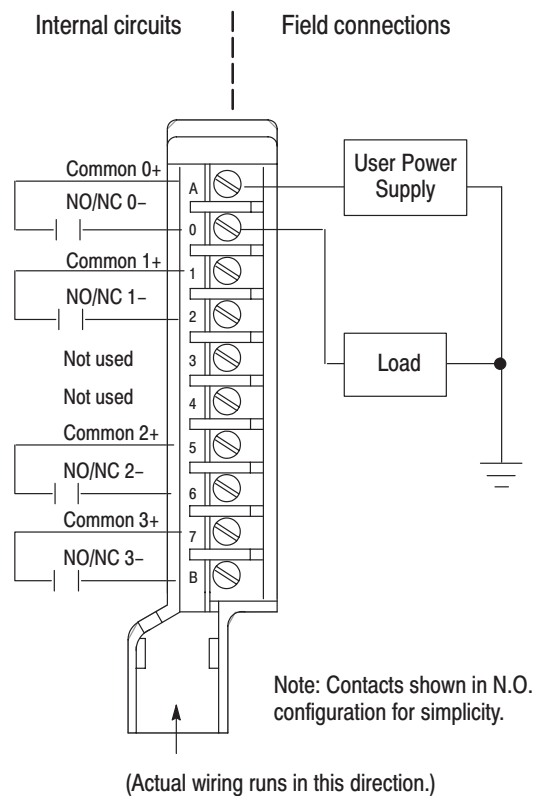 Internal circuits
Field connections
Common 0+
A
User Power
Supply
NO/NC 0–
0
Common 1+
1
NO/NC 1–
2
Not used
3
Load
Not used
4
Common 2+
5
NO/NC 2–
6
Common 3+
7
NO/NC 3–
B
Note: Contacts shown in N.O.
configuration for simplicity.
(Actual wiring runs in this direction.)